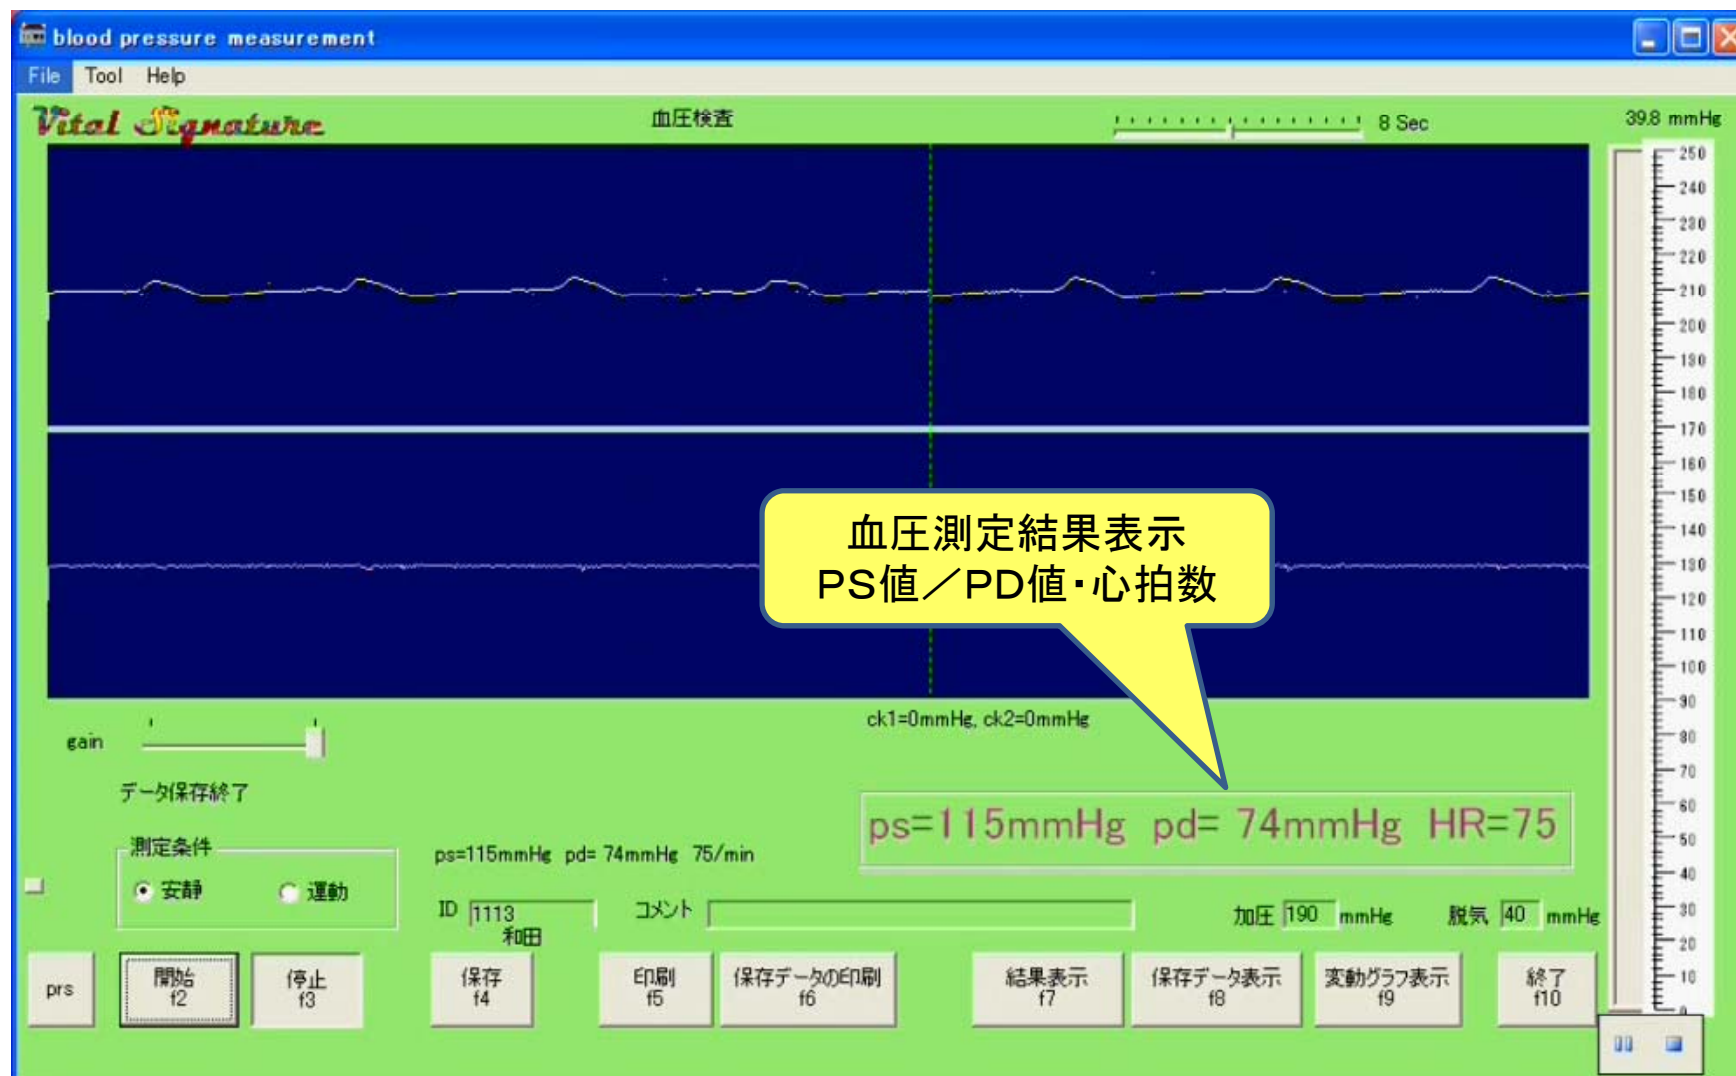 blood pressure measurement
File Tool Help
Vital Signature
血圧検査
8 Sec
39.8 mmHg
250
240
230
220
210
200
190
180
170
160
150
140
130
120
110
100
90
80
70
60
50
40
30
20
10
0
血圧測定結果表示
PS値／PD値・心拍数
ck1=0mmHg, ck2=0mmHg
gain
データ保存終了
ps=115mmHg pd= 74mmHg HR=75
測定条件
安静 運動
ps=115mmHg pd= 74mmHg 75/min
ID 1113
和田
コメント
加圧 190 mmHg 脱気 40 mmHg
prs
開始
f2
停止
f3
保存
f4
印刷
f5
保存データの印刷
f6
結果表示
f7
保存データ表示
f8
変動グラフ表示
f9
終了
f10